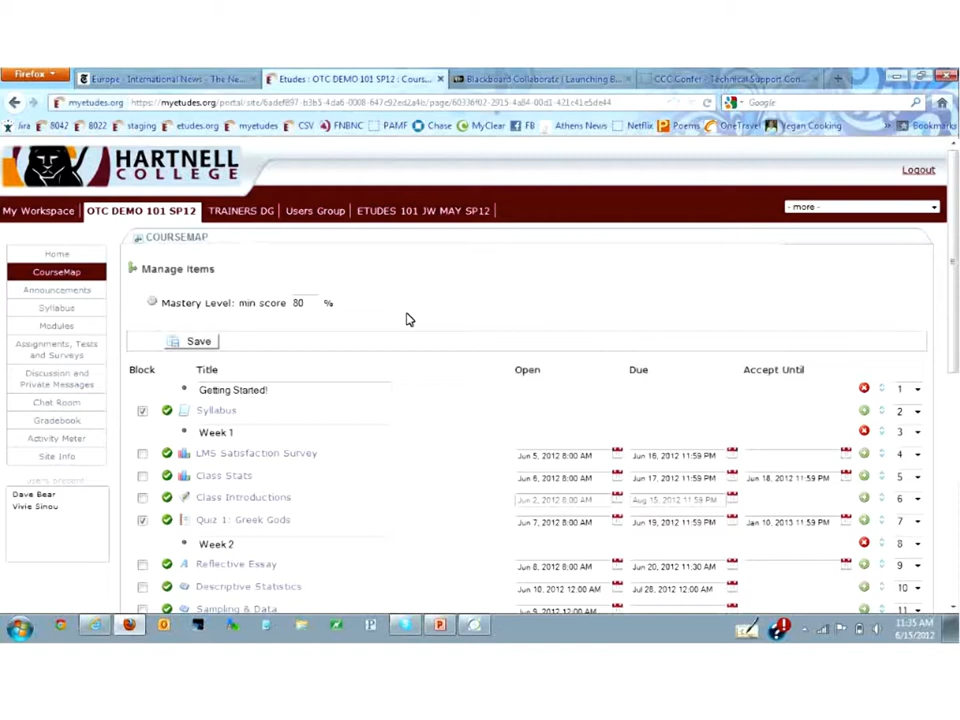 Firefox
Europe - International News - The Ne...
Etudes : OTC DEMO 101 SP12 : Cours...
Blackboard Collaborate | Launching B...
CCC Confer - Technical Support Con...
myetudes.org
Google
Jira
8042
8022
staging
etudes.org
myetudes
CSV
FNBNC
PAMF
Chase
MyClear
FB
Athens News
Netflix
Poems
OneTravel
Vegan Cooking
Bookmarks
HARTNELL
COLLEGE
Logout
My Workspace
OTC DEMO 101 SP12
TRAINERS DG
Users Group
ETUDES 101 JW MAY SP12
- more -
Home
CourseMap
Announcements
Syllabus
Modules
Assignments, Tests
and Surveys
Discussion and
Private Messages
Chat Room
Gradebook
Activity Meter
Site Info
users present
Dave Bear
Vivie Sinou
COURSEMAP
Manage Items
Mastery Level: min score 80 %
Save
Block Title Open Due Accept Until
Getting Started! 1
Syllabus 2
Week 1 3
LMS Satisfaction Survey Jun 5, 2012 8:00 AM Jun 16, 2012 11:59 PM 4
Class Stats Jun 6, 2012 8:00 AM Jun 17, 2012 11:59 PM Jun 18, 2012 11:59 PM 5
Class Introductions Jun 2, 2012 8:00 AM Aug 15, 2012 11:59 PM 6
Quiz 1: Greek Gods Jun 7, 2012 8:00 AM Jun 19, 2012 11:59 PM Jan 10, 2013 11:59 PM 7
Week 2 8
Reflective Essay Jun 8, 2012 8:00 AM Jun 20, 2012 11:30 AM 9
Descriptive Statistics Jun 10, 2012 12:00 AM Jul 28, 2012 12:00 AM 10
Sampling & Data Jun 9, 2012 12:00 AM 11
11:35 AM
6/15/2012